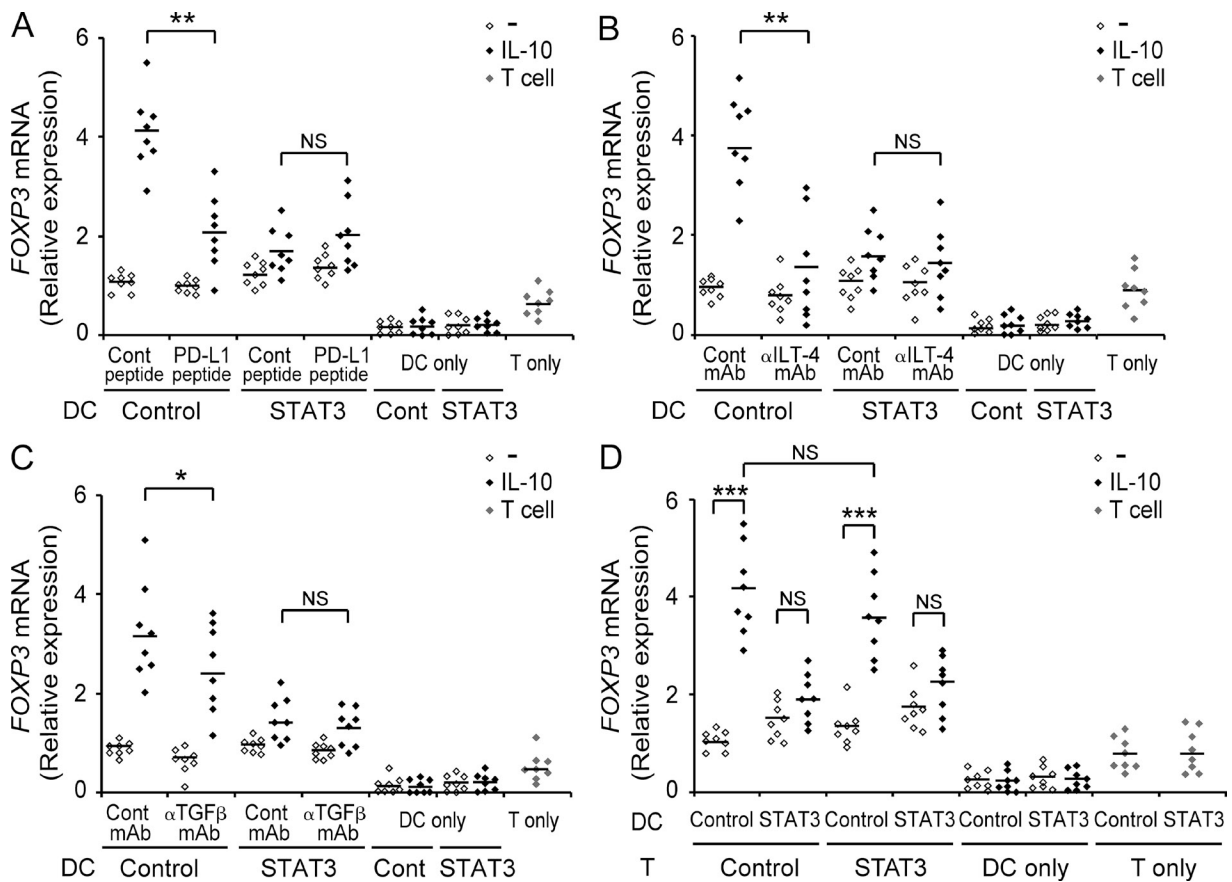 A
FOXP3 mRNA
(Relative expression)
6
4
2
0
**
NS
-
IL-10
T cell
Cont peptide
PD-L1 peptide
Cont peptide
PD-L1 peptide
DC only
T only
DC
Control
STAT3
Cont
STAT3
B
FOXP3 mRNA
(Relative expression)
6
4
2
0
**
NS
-
IL-10
T cell
Cont mAb
αILT-4 mAb
Cont mAb
αILT-4 mAb
DC only
T only
DC
Control
STAT3
Cont
STAT3
C
FOXP3 mRNA
(Relative expression)
6
4
2
0
*
NS
-
IL-10
T cell
Cont mAb
αTGFβ mAb
Cont mAb
αTGFβ mAb
DC only
T only
DC
Control
STAT3
Cont
STAT3
D
FOXP3 mRNA
(Relative expression)
6
4
2
0
NS
***
NS
***
NS
-
IL-10
T cell
DC
Control
STAT3
Control
STAT3
Control
STAT3
Control
STAT3
T
Control
STAT3
DC only
T only